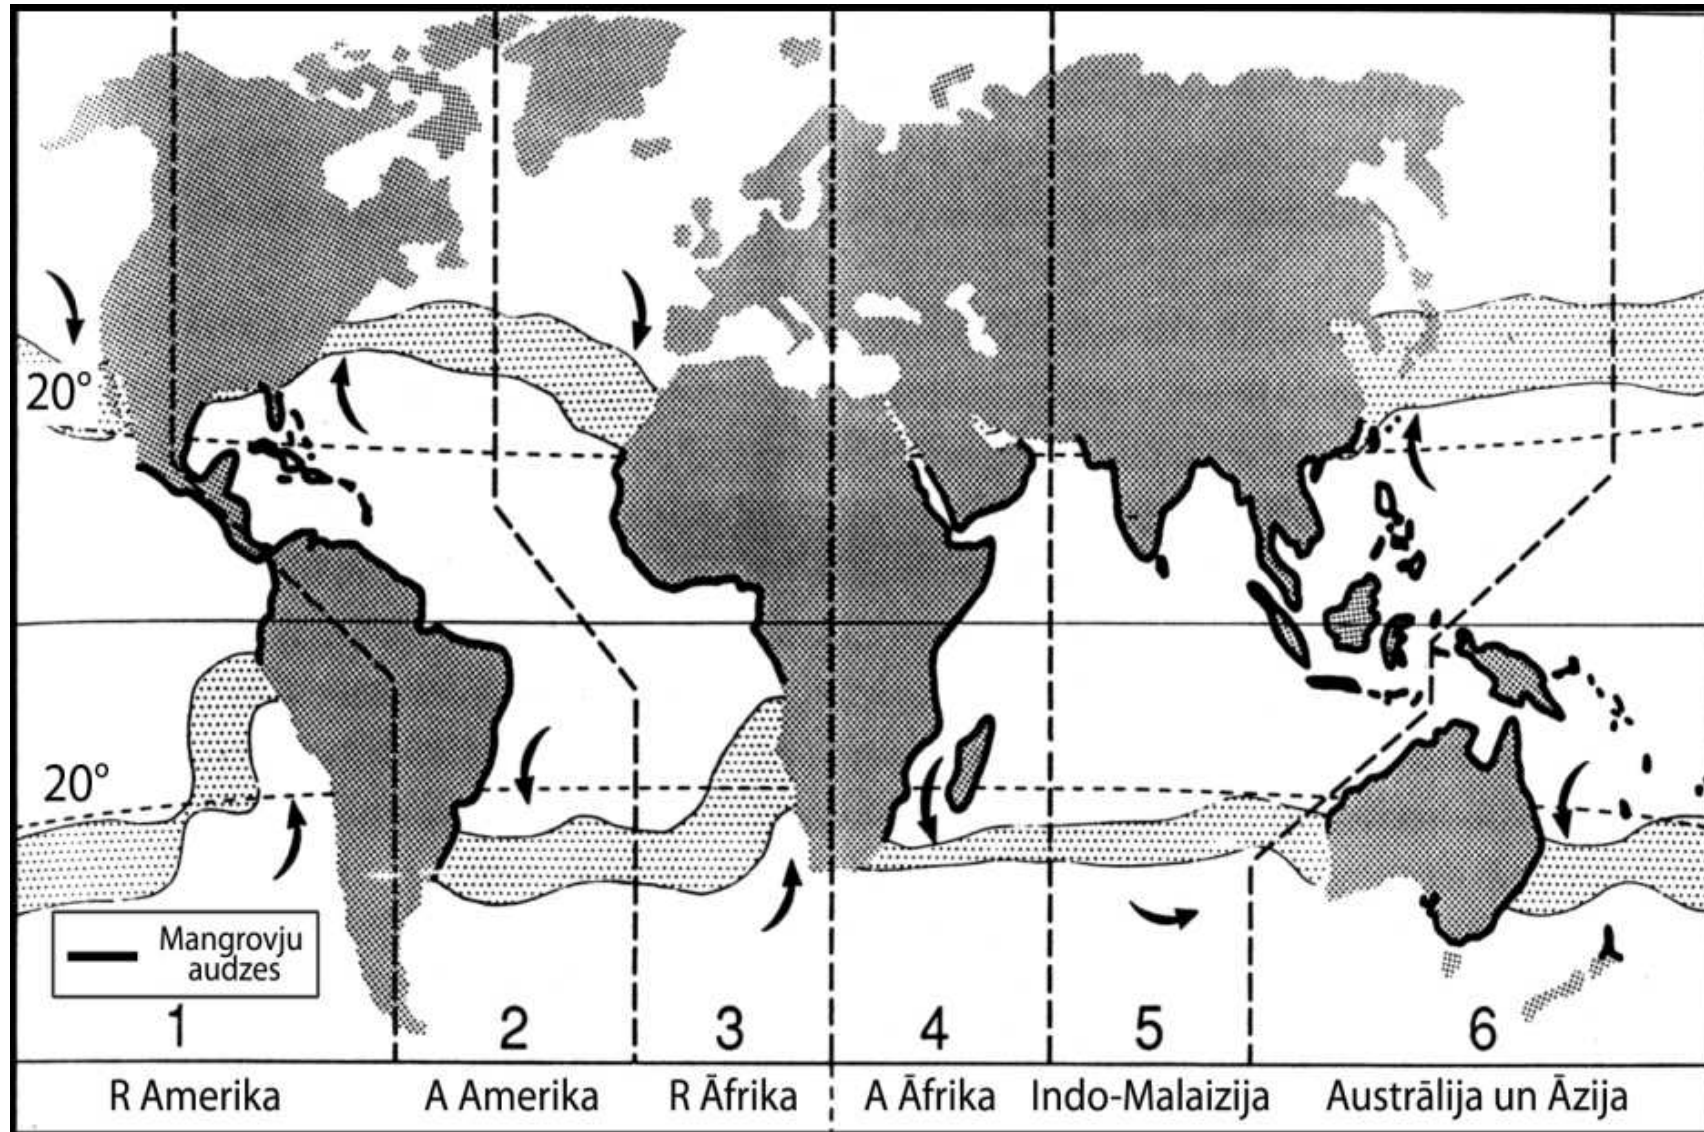 20°
20°
Mangrovju
audzes
1 2 3 4 5 6
R Amerika A Amerika R Āfrika A Āfrika Indo-Malaizija Austrālija un Āzija